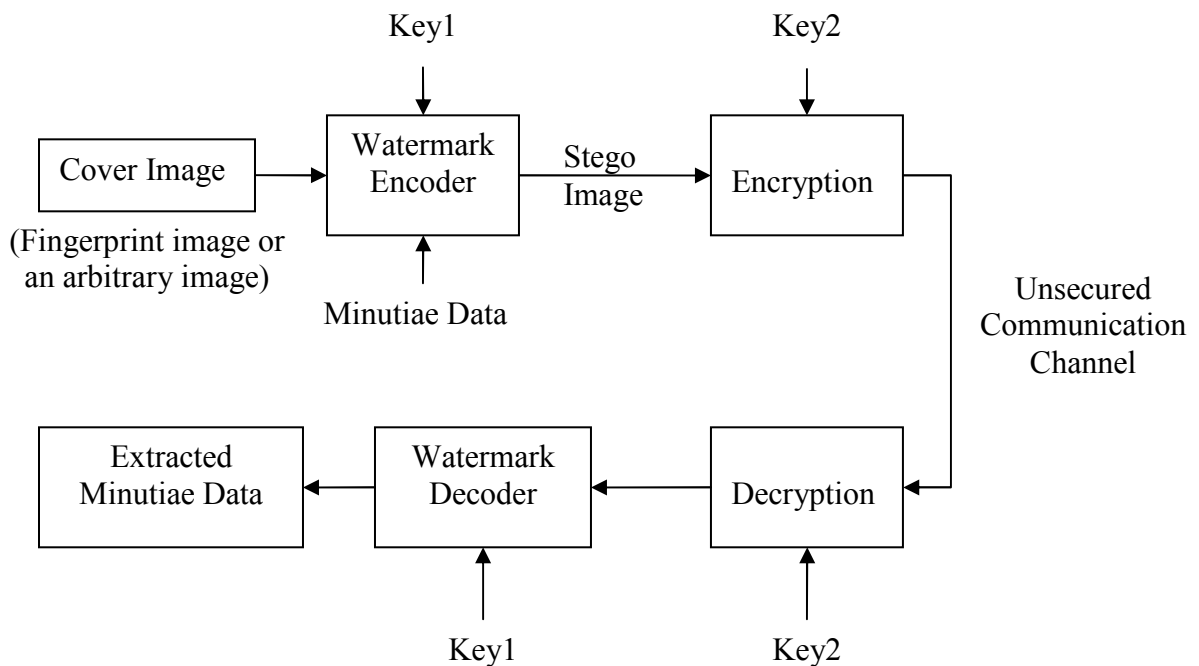 Key1
Key2
Cover Image
(Fingerprint image or
an arbitrary image)
Watermark
Encoder
Minutiae Data
Stego
Image
Encryption
Unsecured
Communication
Channel
Extracted
Minutiae Data
Watermark
Decoder
Decryption
Key1
Key2